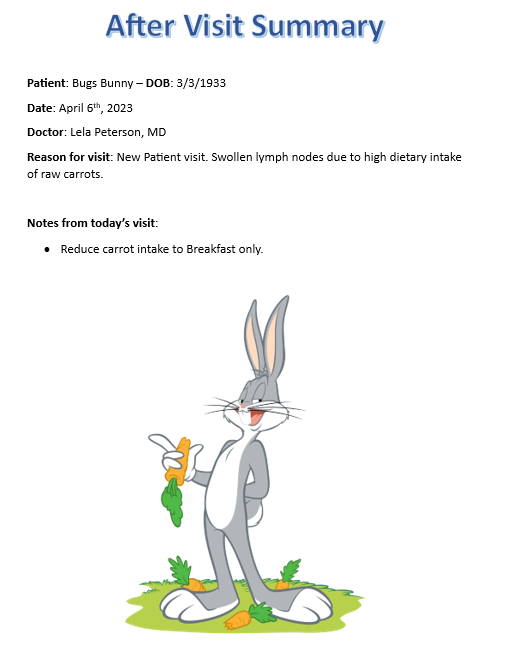 After Visit Summary
Patient: Bugs Bunny – DOB: 3/3/1933
Date: April 6th, 2023
Doctor: Lela Peterson, MD
Reason for visit: New Patient visit. Swollen lymph nodes due to high dietary intake
of raw carrots.
Notes from today’s visit:
• Reduce carrot intake to Breakfast only.